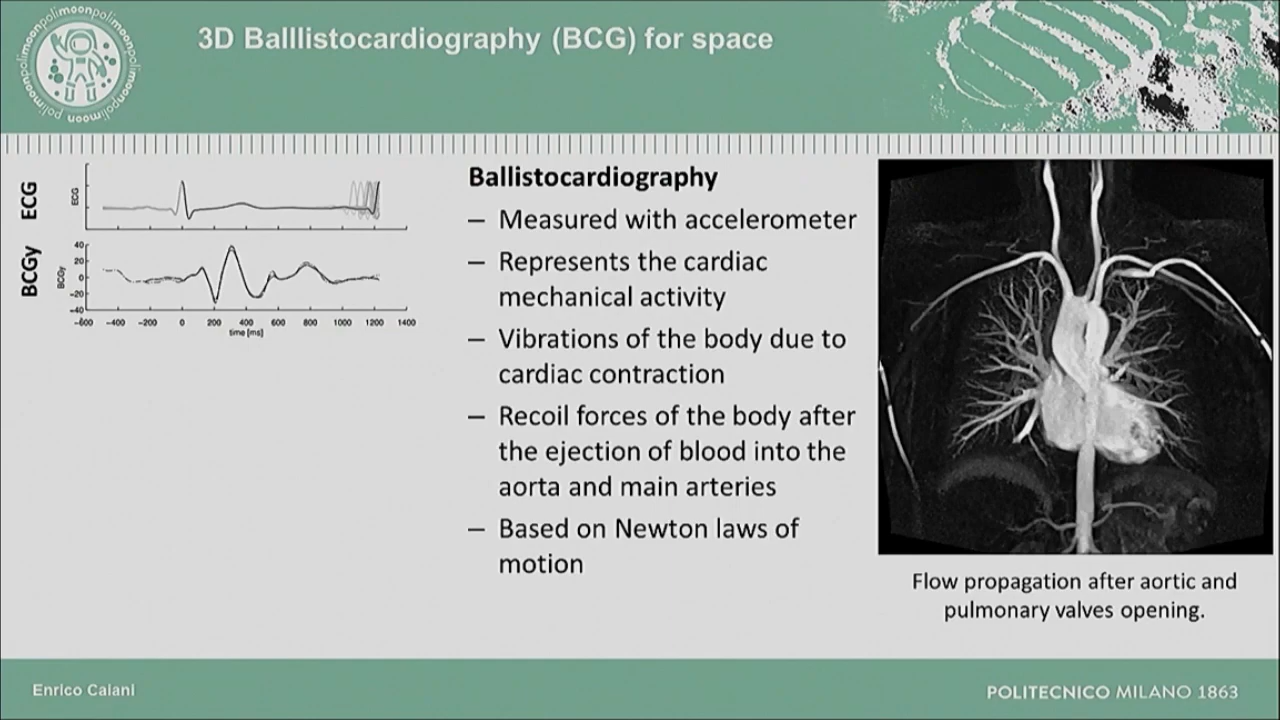 polimoonpolimoonpolimoonpolimoon
3D Balllistocardiography (BCG) for space
ECG
ECG
BCGy
BCGy
40
20
0
−20
−40
−600 −400 −200 0 200 400 600 800 1000 1200 1400
time [ms]
Ballistocardiography
– Measured with accelerometer
– Represents the cardiac
mechanical activity
– Vibrations of the body due to
cardiac contraction
– Recoil forces of the body after
the ejection of blood into the
aorta and main arteries
– Based on Newton laws of
motion
Flow propagation after aortic and
pulmonary valves opening.
Enrico Caiani
POLITECNICO MILANO 1863